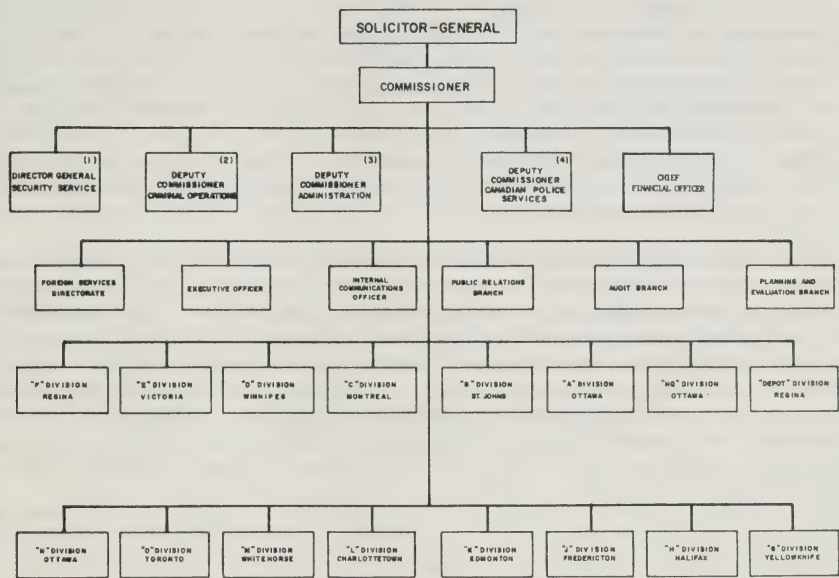 SOLICITOR-GENERAL
COMMISSIONER
(1)
DIRECTOR GENERAL
SECURITY SERVICE
(2)
DEPUTY
COMMISSIONER
CRIMINAL OPERATIONS
(3)
DEPUTY
COMMISSIONER
ADMINISTRATION
(4)
DEPUTY
COMMISSIONER
CANADIAN POLICE
SERVICES
CHIEF
FINANCIAL OFFICER
FOREIGN SERVICES
DIRECTORATE
EXECUTIVE OFFICER
INTERNAL
COMMUNICATIONS
OFFICER
PUBLIC RELATIONS
BRANCH
AUDIT BRANCH
PLANNING AND
EVALUATION BRANCH
"F" DIVISION
REGINA
"E" DIVISION
VICTORIA
"D" DIVISION
WINNIPEG
"C" DIVISION
MONTREAL
"B" DIVISION
ST. JOHNS
"A" DIVISION
OTTAWA
"HQ" DIVISION
OTTAWA
"DEPOT" DIVISION
REGINA
"N" DIVISION
OTTAWA
"O" DIVISION
TORONTO
"M" DIVISION
WHITEHORSE
"L" DIVISION
CHARLOTTETOWN
"K" DIVISION
EDMONTON
"J" DIVISION
FREDERICTON
"H" DIVISION
HALIFAX
"G" DIVISION
YELLOWKNIFE